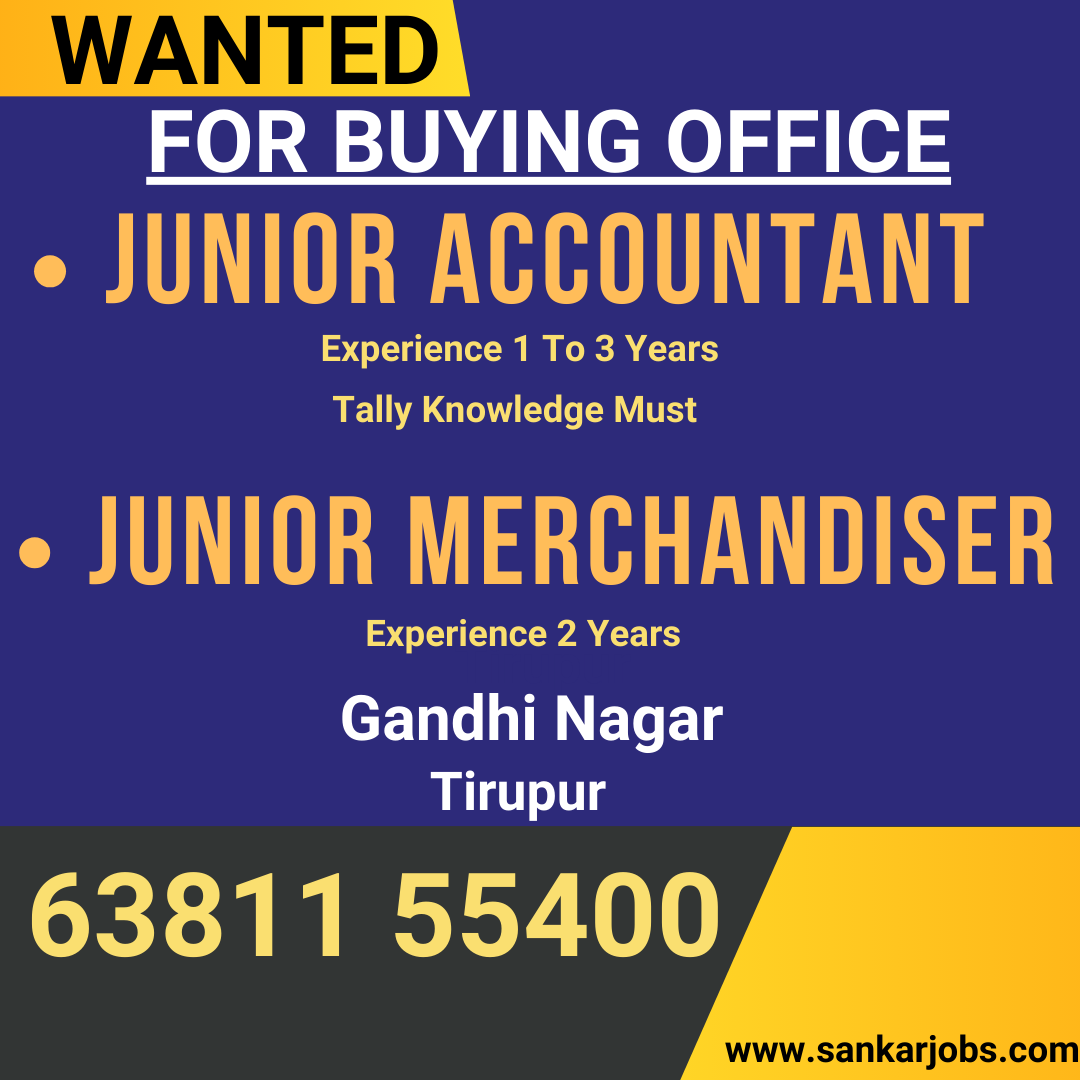 WANTED
FOR BUYING OFFICE
• JUNIOR ACCOUNTANT
Experience 1 To 3 Years
Tally Knowledge Must
• JUNIOR MERCHANDISER
Experience 2 Years
Gandhi Nagar
Tirupur
63811 55400
www.sankarjobs.com